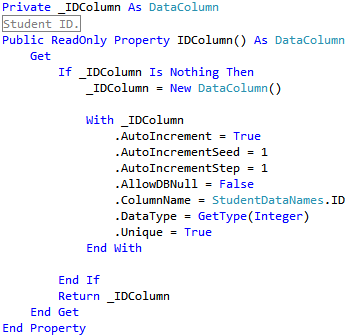 Private _IDColumn As DataColumn
Student ID.
Public ReadOnly Property IDColumn() As DataColumn
    Get
        If _IDColumn Is Nothing Then
            _IDColumn = New DataColumn()

            With _IDColumn
                .AutoIncrement = True
                .AutoIncrementSeed = 1
                .AutoIncrementStep = 1
                .AllowDBNull = False
                .ColumnName = StudentDataNames.ID
                .DataType = GetType(Integer)
                .Unique = True
            End With

        End If
        Return _IDColumn
    End Get
End Property